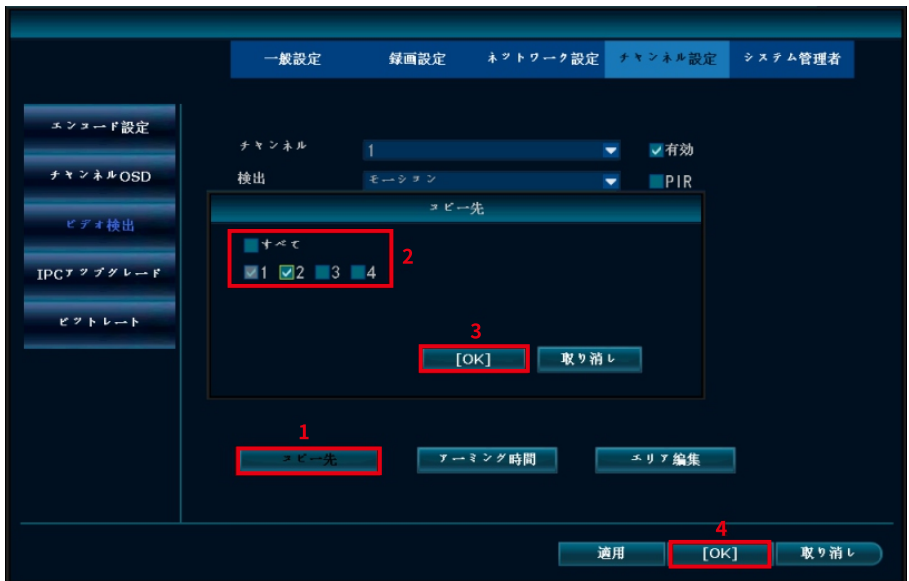 一般設定 録画設定 ネットワーク設定 チャンネル設定 システム管理者
エンコード設定
チャンネルOSD
ビデオ検出
IPCアップグレード
ビットレート
チャンネル 1 有効
検出 モーション PIR
コピー先
すべて
1 2 3 4
2
3
[OK] 取り消し
1
コピー先 アーミング時間 エリア編集
4
適用 [OK] 取り消し